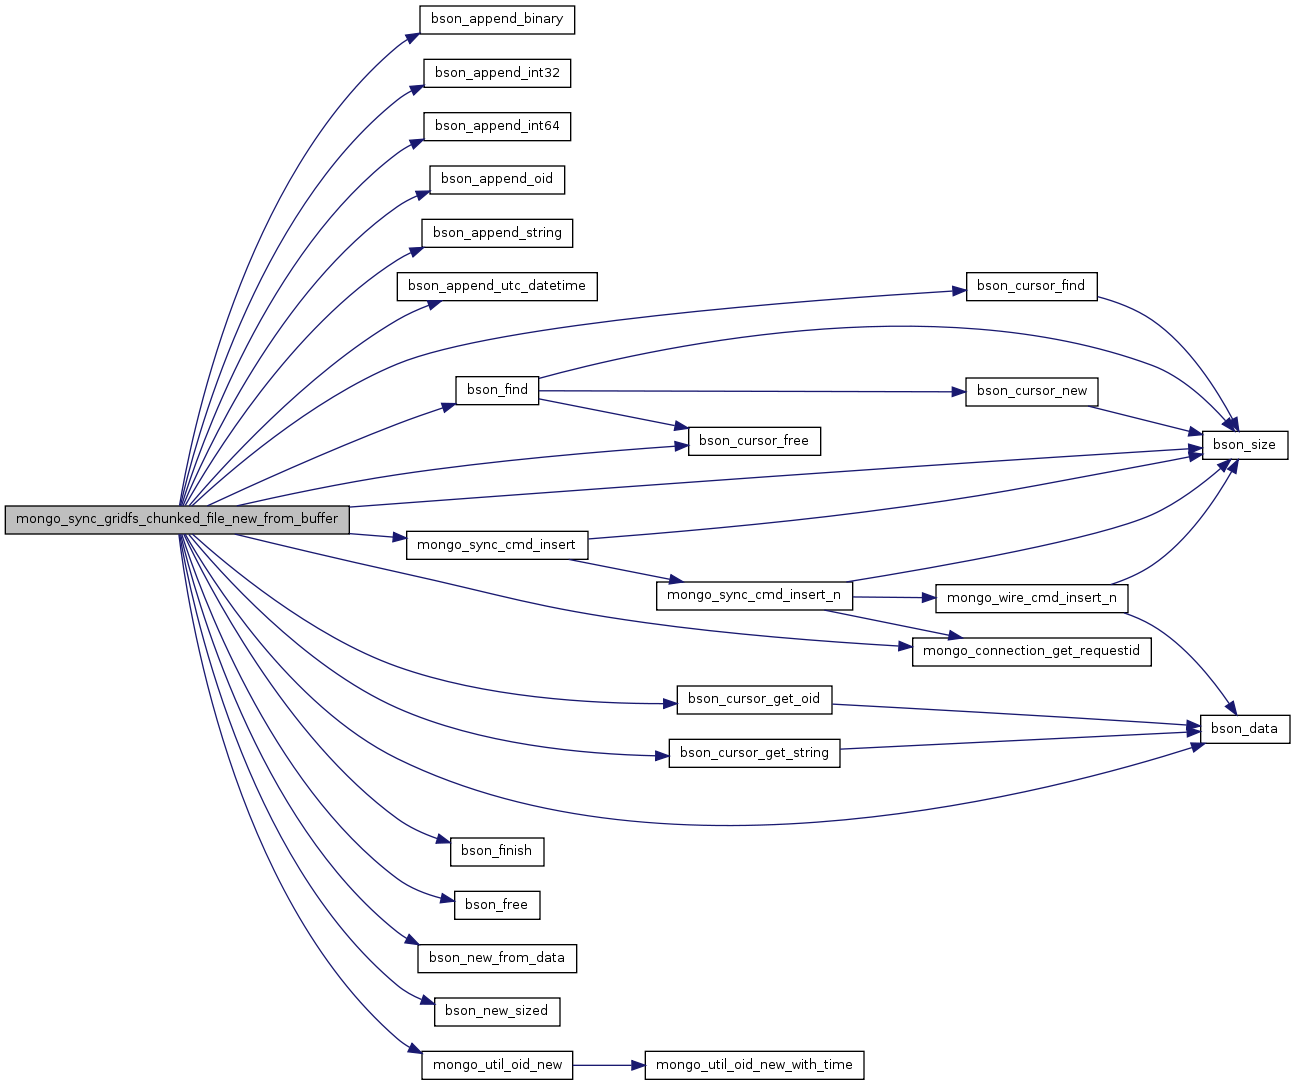 bson_append_binary
bson_append_int32
bson_append_int64
bson_append_oid
bson_append_string
bson_append_utc_datetime
bson_cursor_find
bson_find
bson_cursor_new
bson_cursor_free
bson_size
mongo_sync_gridfs_chunked_file_new_from_buffer
mongo_sync_cmd_insert
mongo_sync_cmd_insert_n
mongo_wire_cmd_insert_n
mongo_connection_get_requestid
bson_cursor_get_oid
bson_data
bson_cursor_get_string
bson_finish
bson_free
bson_new_from_data
bson_new_sized
mongo_util_oid_new
mongo_util_oid_new_with_time